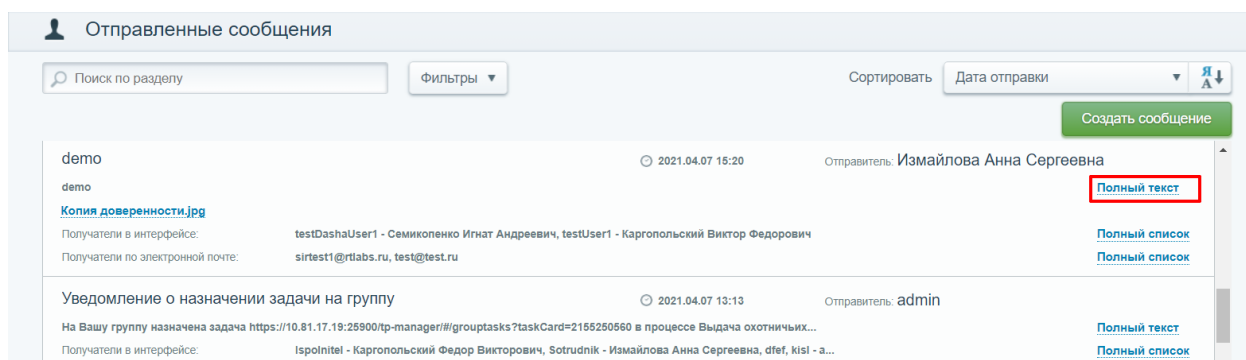 Отправленные сообщения
Поиск по разделу Фильтры Сортировать Дата отправки ЯА
Создать сообщение
demo 2021.04.07 15:20 Отправитель: Измайлова Анна Сергеевна
demo Полный текст
Копия доверенности.jpg
Получатели в интерфейсе: testDashaUser1 - Семикопенко Игнат Андреевич, testUser1 - Каргопольский Виктор Федорович Полный список
Получатели по электронной почте: sirtest1@rtlabs.ru, test@test.ru Полный список
Уведомление о назначении задачи на группу 2021.04.07 13:13 Отправитель: admin
На Вашу группу назначена задача https://10.81.17.19:25900/tp-manager/#/grouptasks?taskCard=2155250560 в процессе Выдача охотничьих... Полный текст
Получатели в интерфейсе: Ispolnitel - Каргопольский Федор Викторович, Sotrudnik - Измайлова Анна Сергеевна, dfef, kisl - a... Полный список